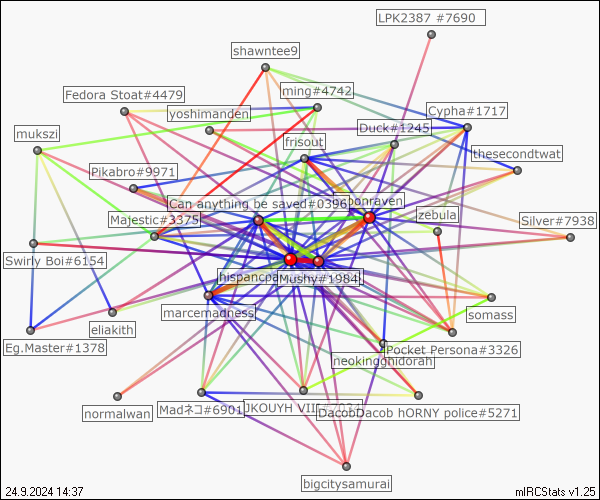 LPK2387 #7690
shawntee9
ming#4742
Fedora Stoat#4479
yoshimanden
Cypha#1717
Duck#1245
mukszi
frisout
thesecondtwat
Pikabro#9971
Can anything be saved#0396
onraven
zebula
Majestic#3375
Silver#7938
Swirly Boi#6154
hispancpa
Mushy#1984
marcemadness
somass
eliakith
Eg.Master#1378
Pocket Persona#3326
neokingghidorah
normalwan
Madネコ#6901
JKOUYH VII
DacobDacob hORNY police#5271
bigcitysamurai
24.9.2024 14:37
mIRCStats v1.25